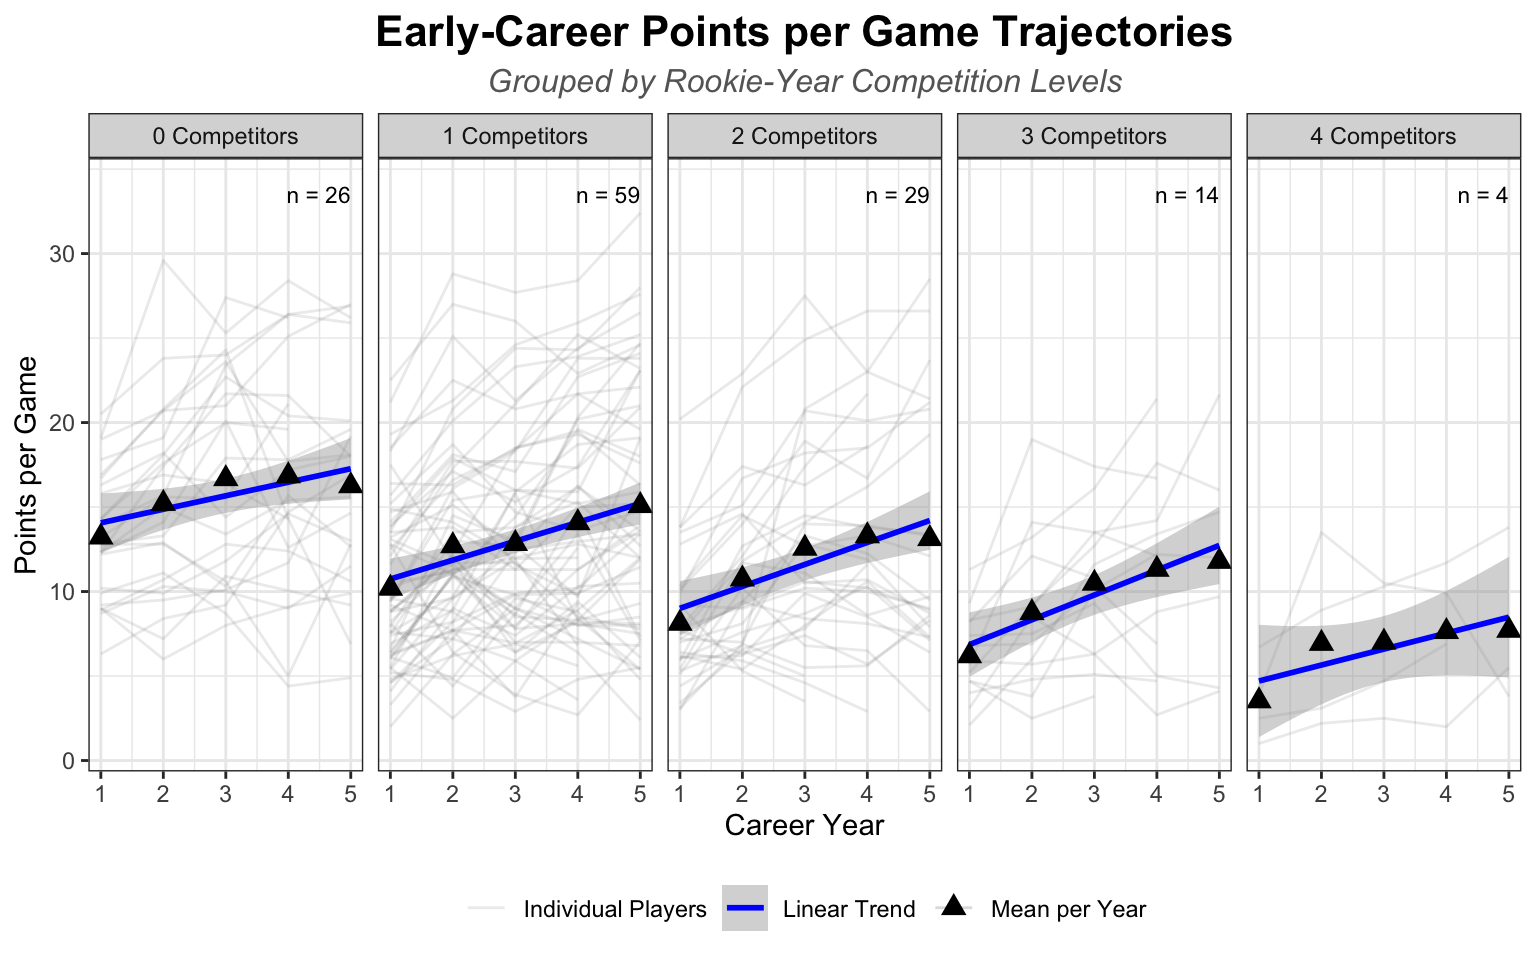 Early-Career Points per Game Trajectories
Grouped by Rookie-Year Competition Levels
0 Competitors 1 Competitors 2 Competitors 3 Competitors 4 Competitors
n = 26 n = 59 n = 29 n = 14 n = 4
30
20
10
0
Points per Game
1 2 3 4 5 1 2 3 4 5 1 2 3 4 5 1 2 3 4 5 1 2 3 4 5
Career Year
Individual Players Linear Trend Mean per Year